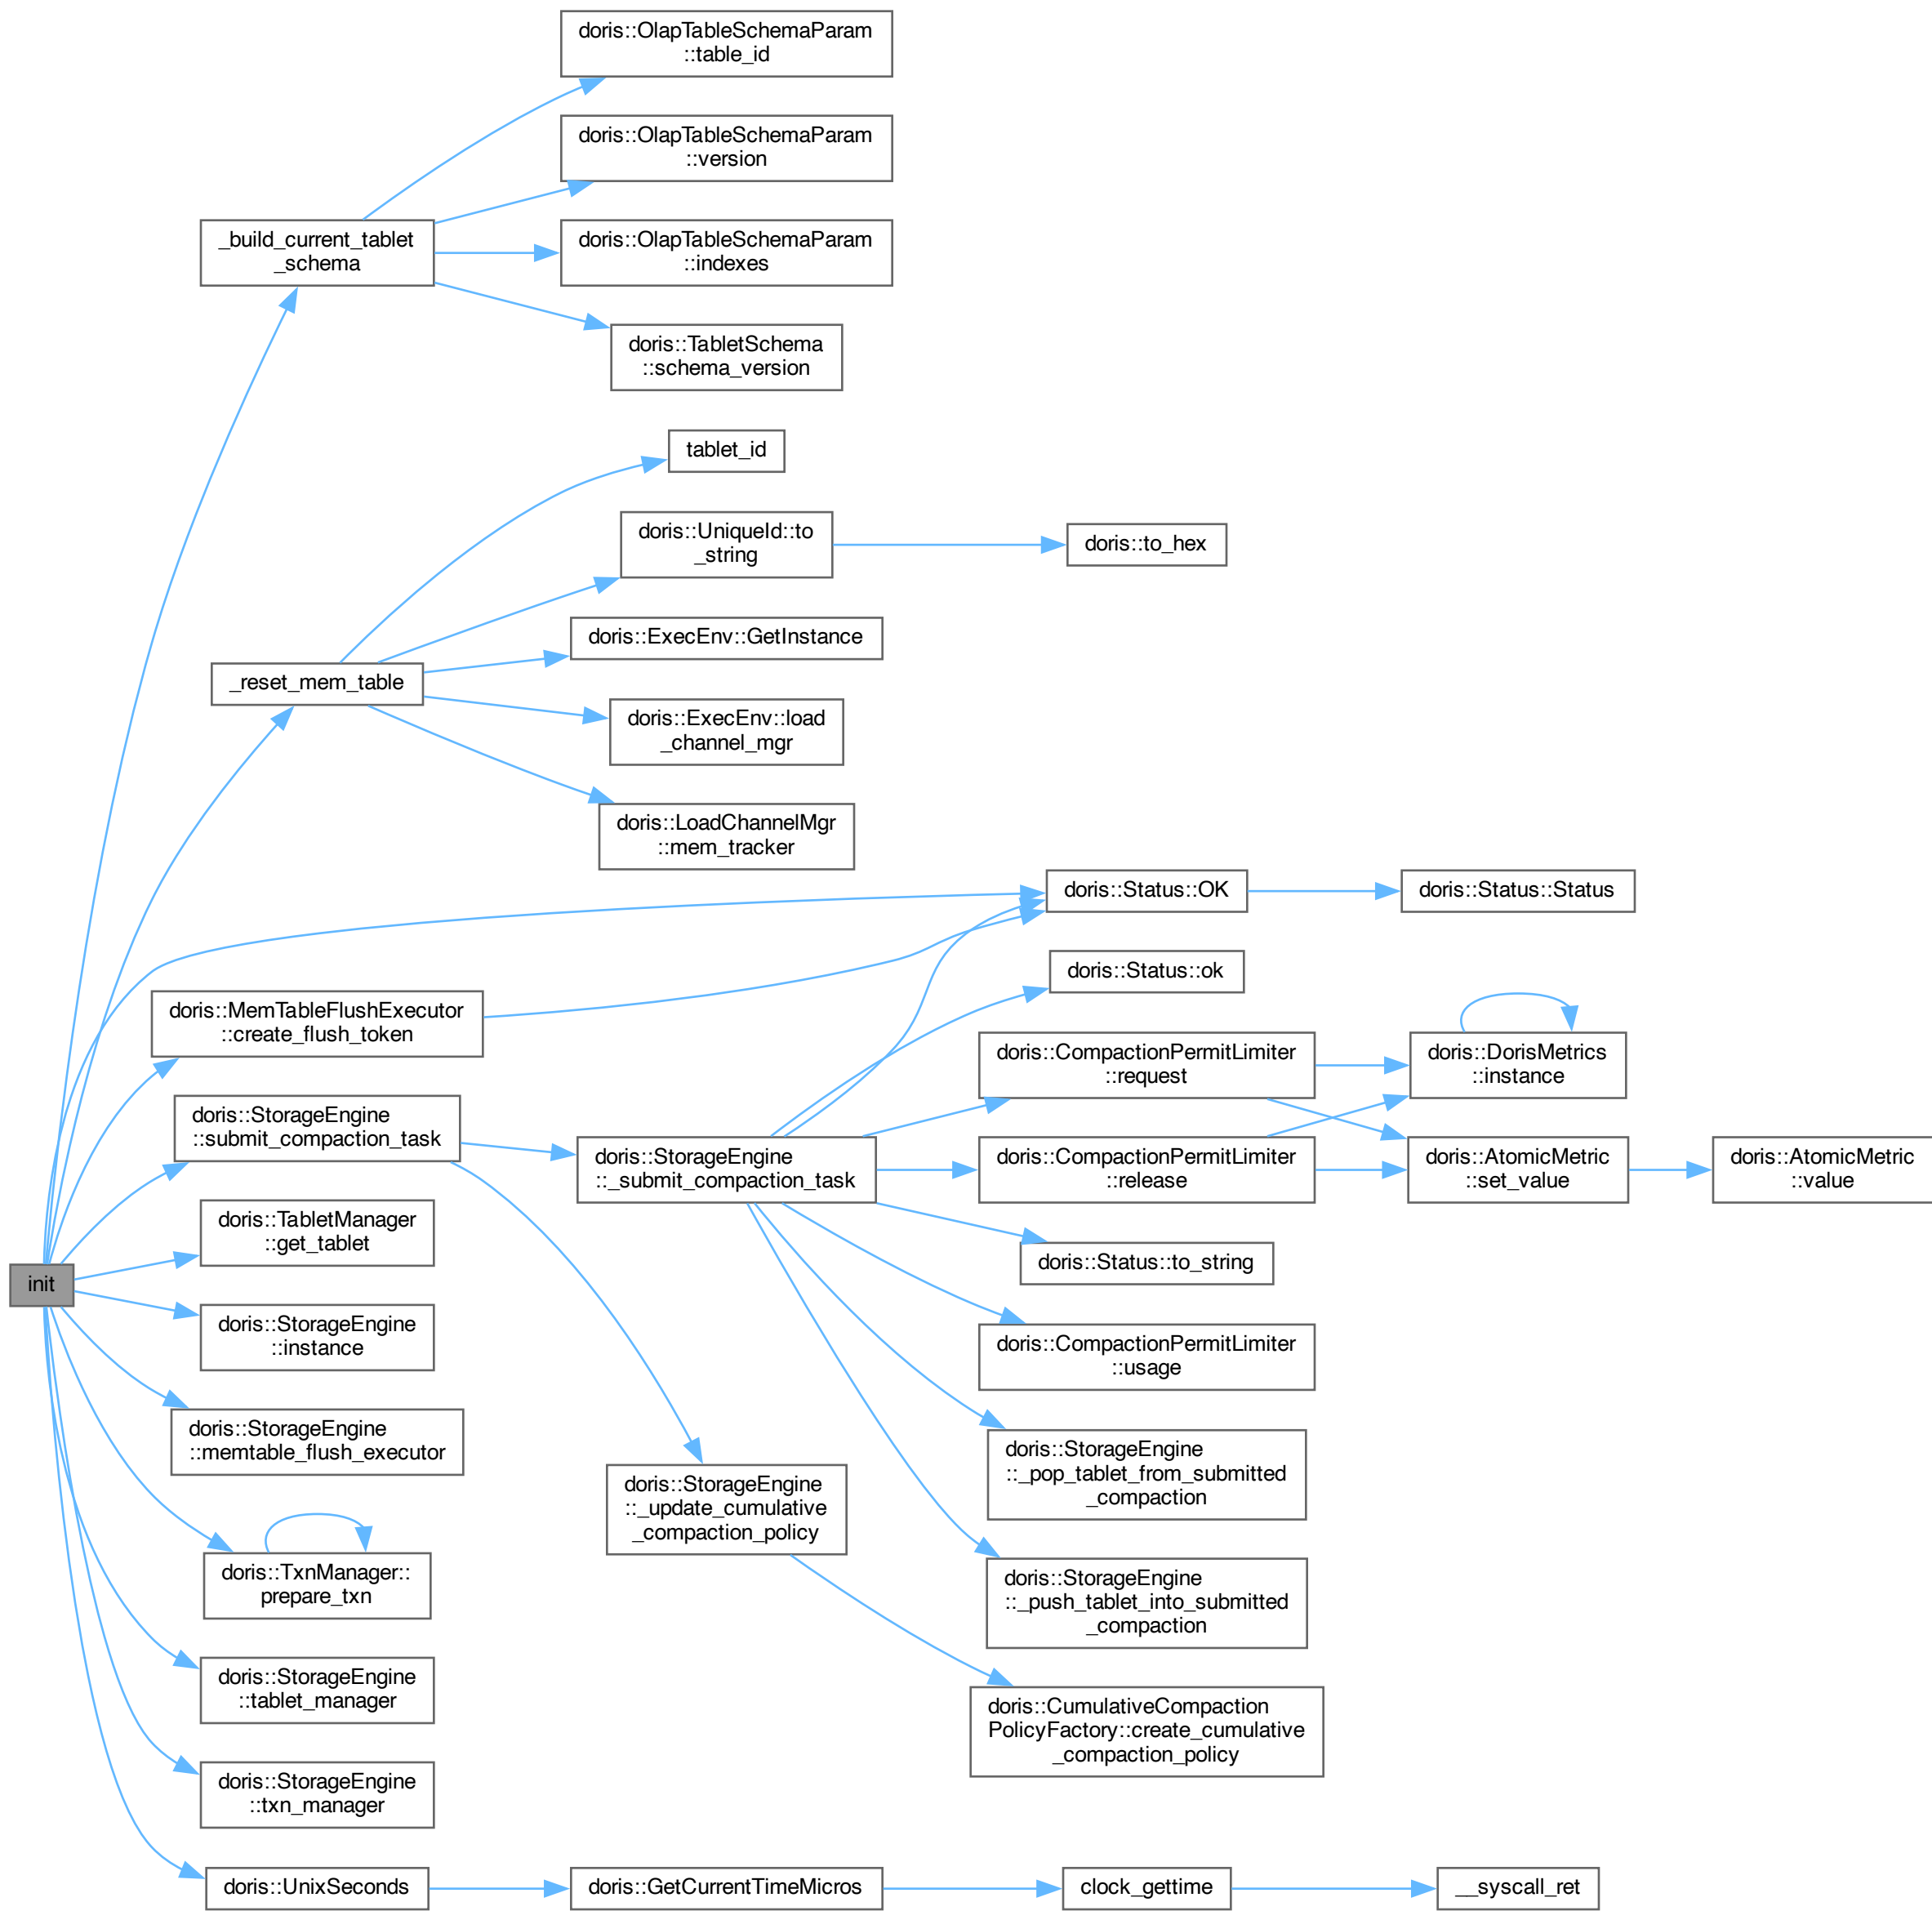 doris::OlapTableSchemaParam
::table_id
doris::OlapTableSchemaParam
::version
_build_current_tablet
_schema
doris::OlapTableSchemaParam
::indexes
doris::TabletSchema
::schema_version
tablet_id
doris::UniqueId::to
_string
doris::to_hex
doris::ExecEnv::GetInstance
_reset_mem_table
doris::ExecEnv::load
_channel_mgr
doris::LoadChannelMgr
::mem_tracker
doris::Status::OK
doris::Status::Status
doris::Status::ok
doris::MemTableFlushExecutor
::create_flush_token
doris::CompactionPermitLimiter
::request
doris::DorisMetrics
::instance
doris::StorageEngine
::submit_compaction_task
doris::StorageEngine
::_submit_compaction_task
doris::CompactionPermitLimiter
::release
doris::AtomicMetric
::set_value
doris::AtomicMetric
::value
doris::TabletManager
::get_tablet
doris::Status::to_string
init
doris::StorageEngine
::instance
doris::CompactionPermitLimiter
::usage
doris::StorageEngine
::memtable_flush_executor
doris::StorageEngine
::_pop_tablet_from_submitted
_compaction
doris::StorageEngine
::_update_cumulative
_compaction_policy
doris::TxnManager::
prepare_txn
doris::StorageEngine
::_push_tablet_into_submitted
_compaction
doris::StorageEngine
::tablet_manager
doris::CumulativeCompaction
PolicyFactory::create_cumulative
_compaction_policy
doris::StorageEngine
::txn_manager
doris::UnixSeconds
doris::GetCurrentTimeMicros
clock_gettime
__syscall_ret